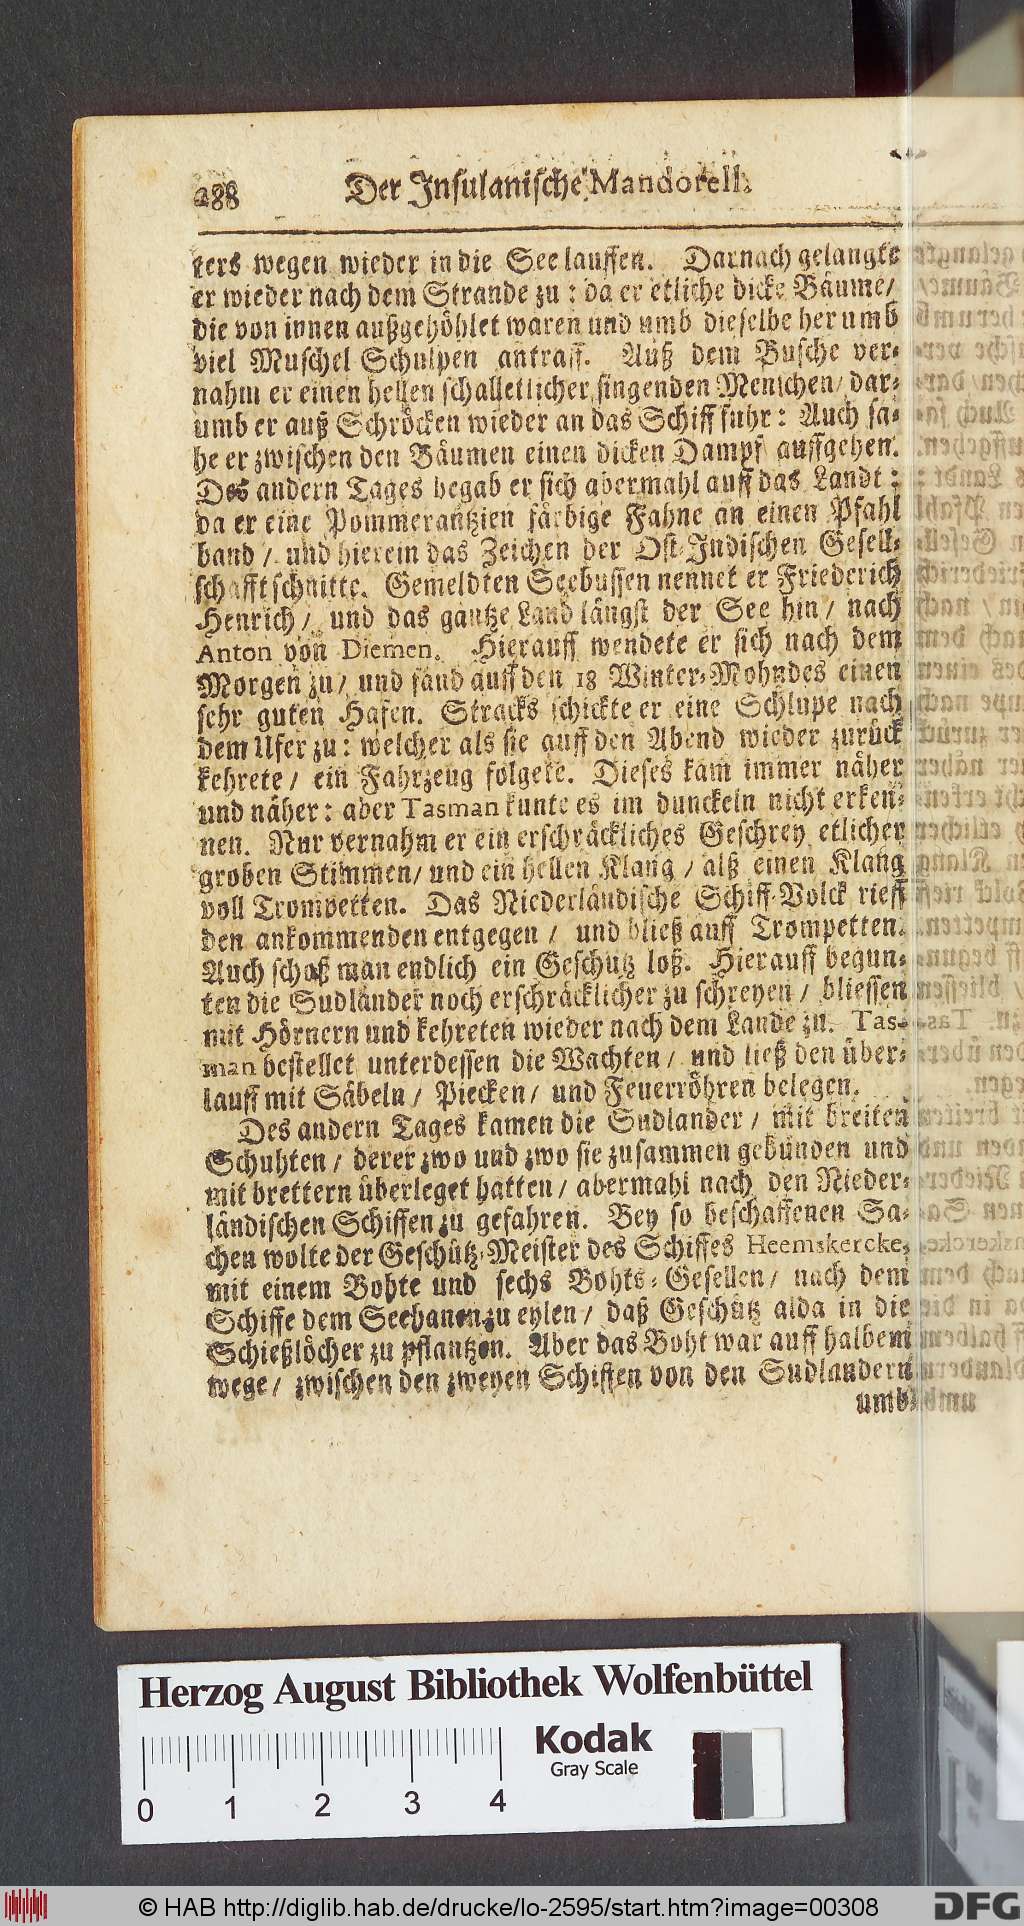 288 Der Insulanische Mandorell.
ters wegen wieder in die See lauffen. Darnach gelangte
er wieder nach dem Strande zu: da er etliche dicke Bäume/
die von innen außgehöhlet waren und umb dieselbe herumb
viel Muschel Schulpen antraff. Auß dem Busche ver-
nahm er einen hellen schall etlicher singenden Menschen/ dar-
umb er auß Schröcken wieder an das Schiff fuhr: Auch sa-
he er zwischen den Bäumen einen dicken Dampf auffgehen.
Des andern Tages begab er sich abermahl auff das Landt:
da er eine Pommerantzien färbige Fahne an einen Pfahl
band/ und hierein das Zeichen der Ost-Indischen Gesell-
schafft schnitte. Gemeldten Seebussen nennet er Friederich
Henrich/ und das gantze Land längst der See hin/ nach
Anton von Diemen. Hierauff wendete er sich nach dem
Morgen zu/ und fand auff den 18 Winter-Mohndes einen
sehr guten Hafen. Stracks schickte er eine Schlupe nach
dem Ufer zu: welcher als sie auff den Abend wieder zurück
kehrete/ ein Fahrzeug folgete. Dieses kam immer näher
und näher: aber Tasman kunte es im dunckeln nicht erken-
nen. Nur vernahm er ein erschräckliches Geschrey etlicher
groben Stimmen/ und ein hellen Klang/ alß einen Klang
voll Trompetten. Das Niederländische Schiff-Volck rieff
den ankommenden entgegen/ und bließ auff Trompetten.
Auch schoß man endlich ein Geschütz loß. Hierauff begun-
ten die Sudländer noch erschräcklicher zu schreyen/ bliessen
mit Hörnern und kehreten wieder nach dem Lande zu. Tas-
man bestellet unterdessen die Wachten/ und ließ den über-
lauff mit Säbeln/ Piecken/ und Feuerröhren belegen.
Des andern Tages kamen die Sudlander/ mit breiten
Schuhten/ derer zwo und zwo sie zusammen gebunden und
mit brettern überleget hatten/ abermahl nach den Nieder-
ländischen Schiffen zu gefahren. Bey so beschaffenen Sa-
chen wolte der Geschütz-Meister des Schiffes Heemskercke,
mit einem Bohte und sechs Bohts-Gesellen/ nach dem
Schiffe dem Seehanen zu eylen/ daß Geschütz alda in die
Schießlöcher zu pflantzen. Aber das Boht war auff halbem
wege/ zwischen den zweyen Schiffen von den Sudlandern
umb
Herzog August Bibliothek Wolfenbüttel
Kodak
Gray Scale
0 1 2 3 4
© HAB http://diglib.hab.de/drucke/lo-2595/start.htm?image=00308
DFG